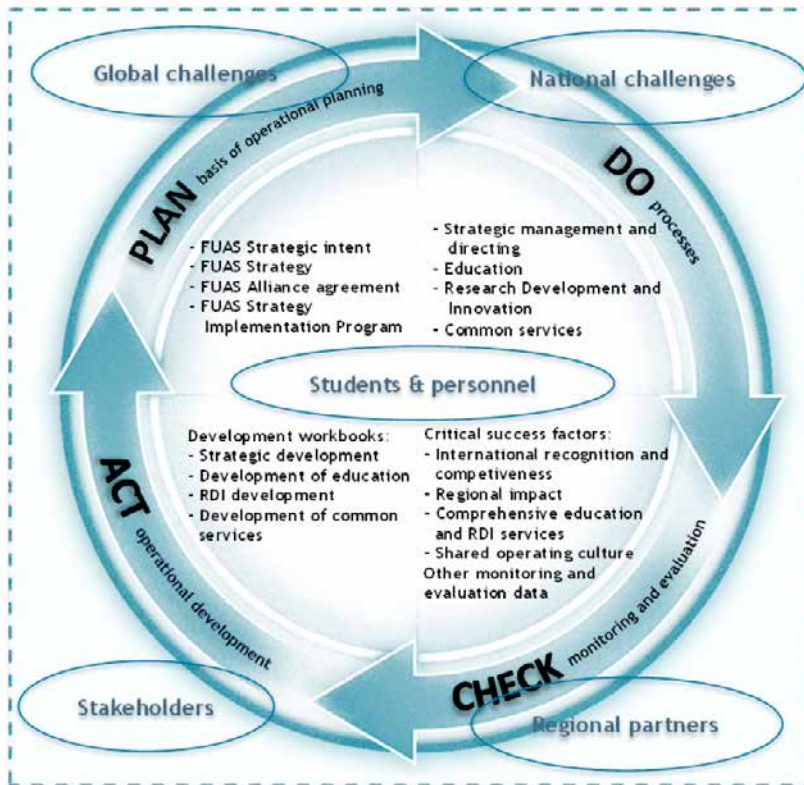 Global challenges
National challenges
PLAN basis of operational planning
DO processes
- FUAS Strategic intent
- FUAS Strategy
- FUAS Alliance agreement
- FUAS Strategy
Implementation Program
- Strategic management and
directing
- Education
- Research Development and
Innovation
- Common services
Students & personnel
Development workbooks:
- Strategic development
- Development of education
- RDI development
- Development of common
services
Critical success factors:
- International recognition and
competiveness
- Regional impact
- Comprehensive education
and RDI services
- Shared operating culture
Other monitoring and
evaluation data
ACT operational development
CHECK monitoring and evaluation
Stakeholders
Regional partners